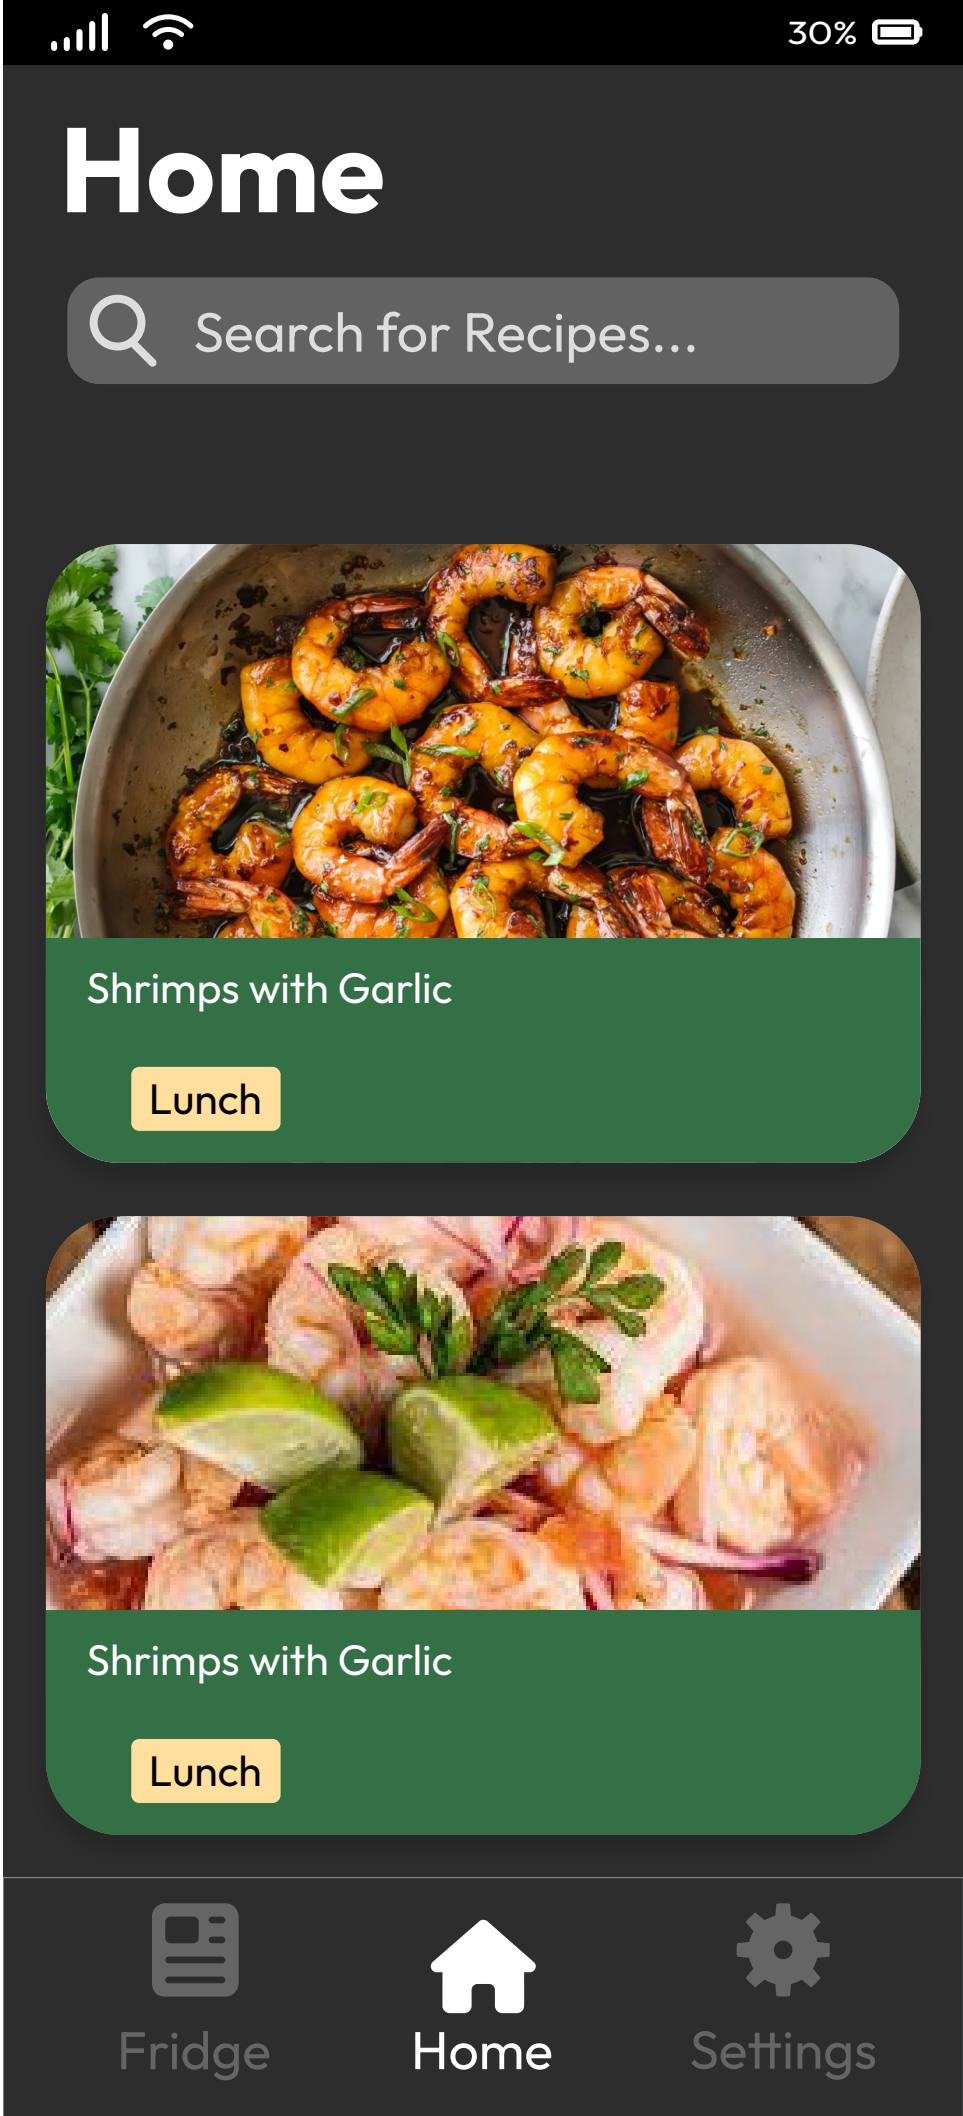 30%
Home
Search for Recipes...
Shrimps with Garlic
Lunch
Shrimps with Garlic
Lunch
Fridge
Home
Settings